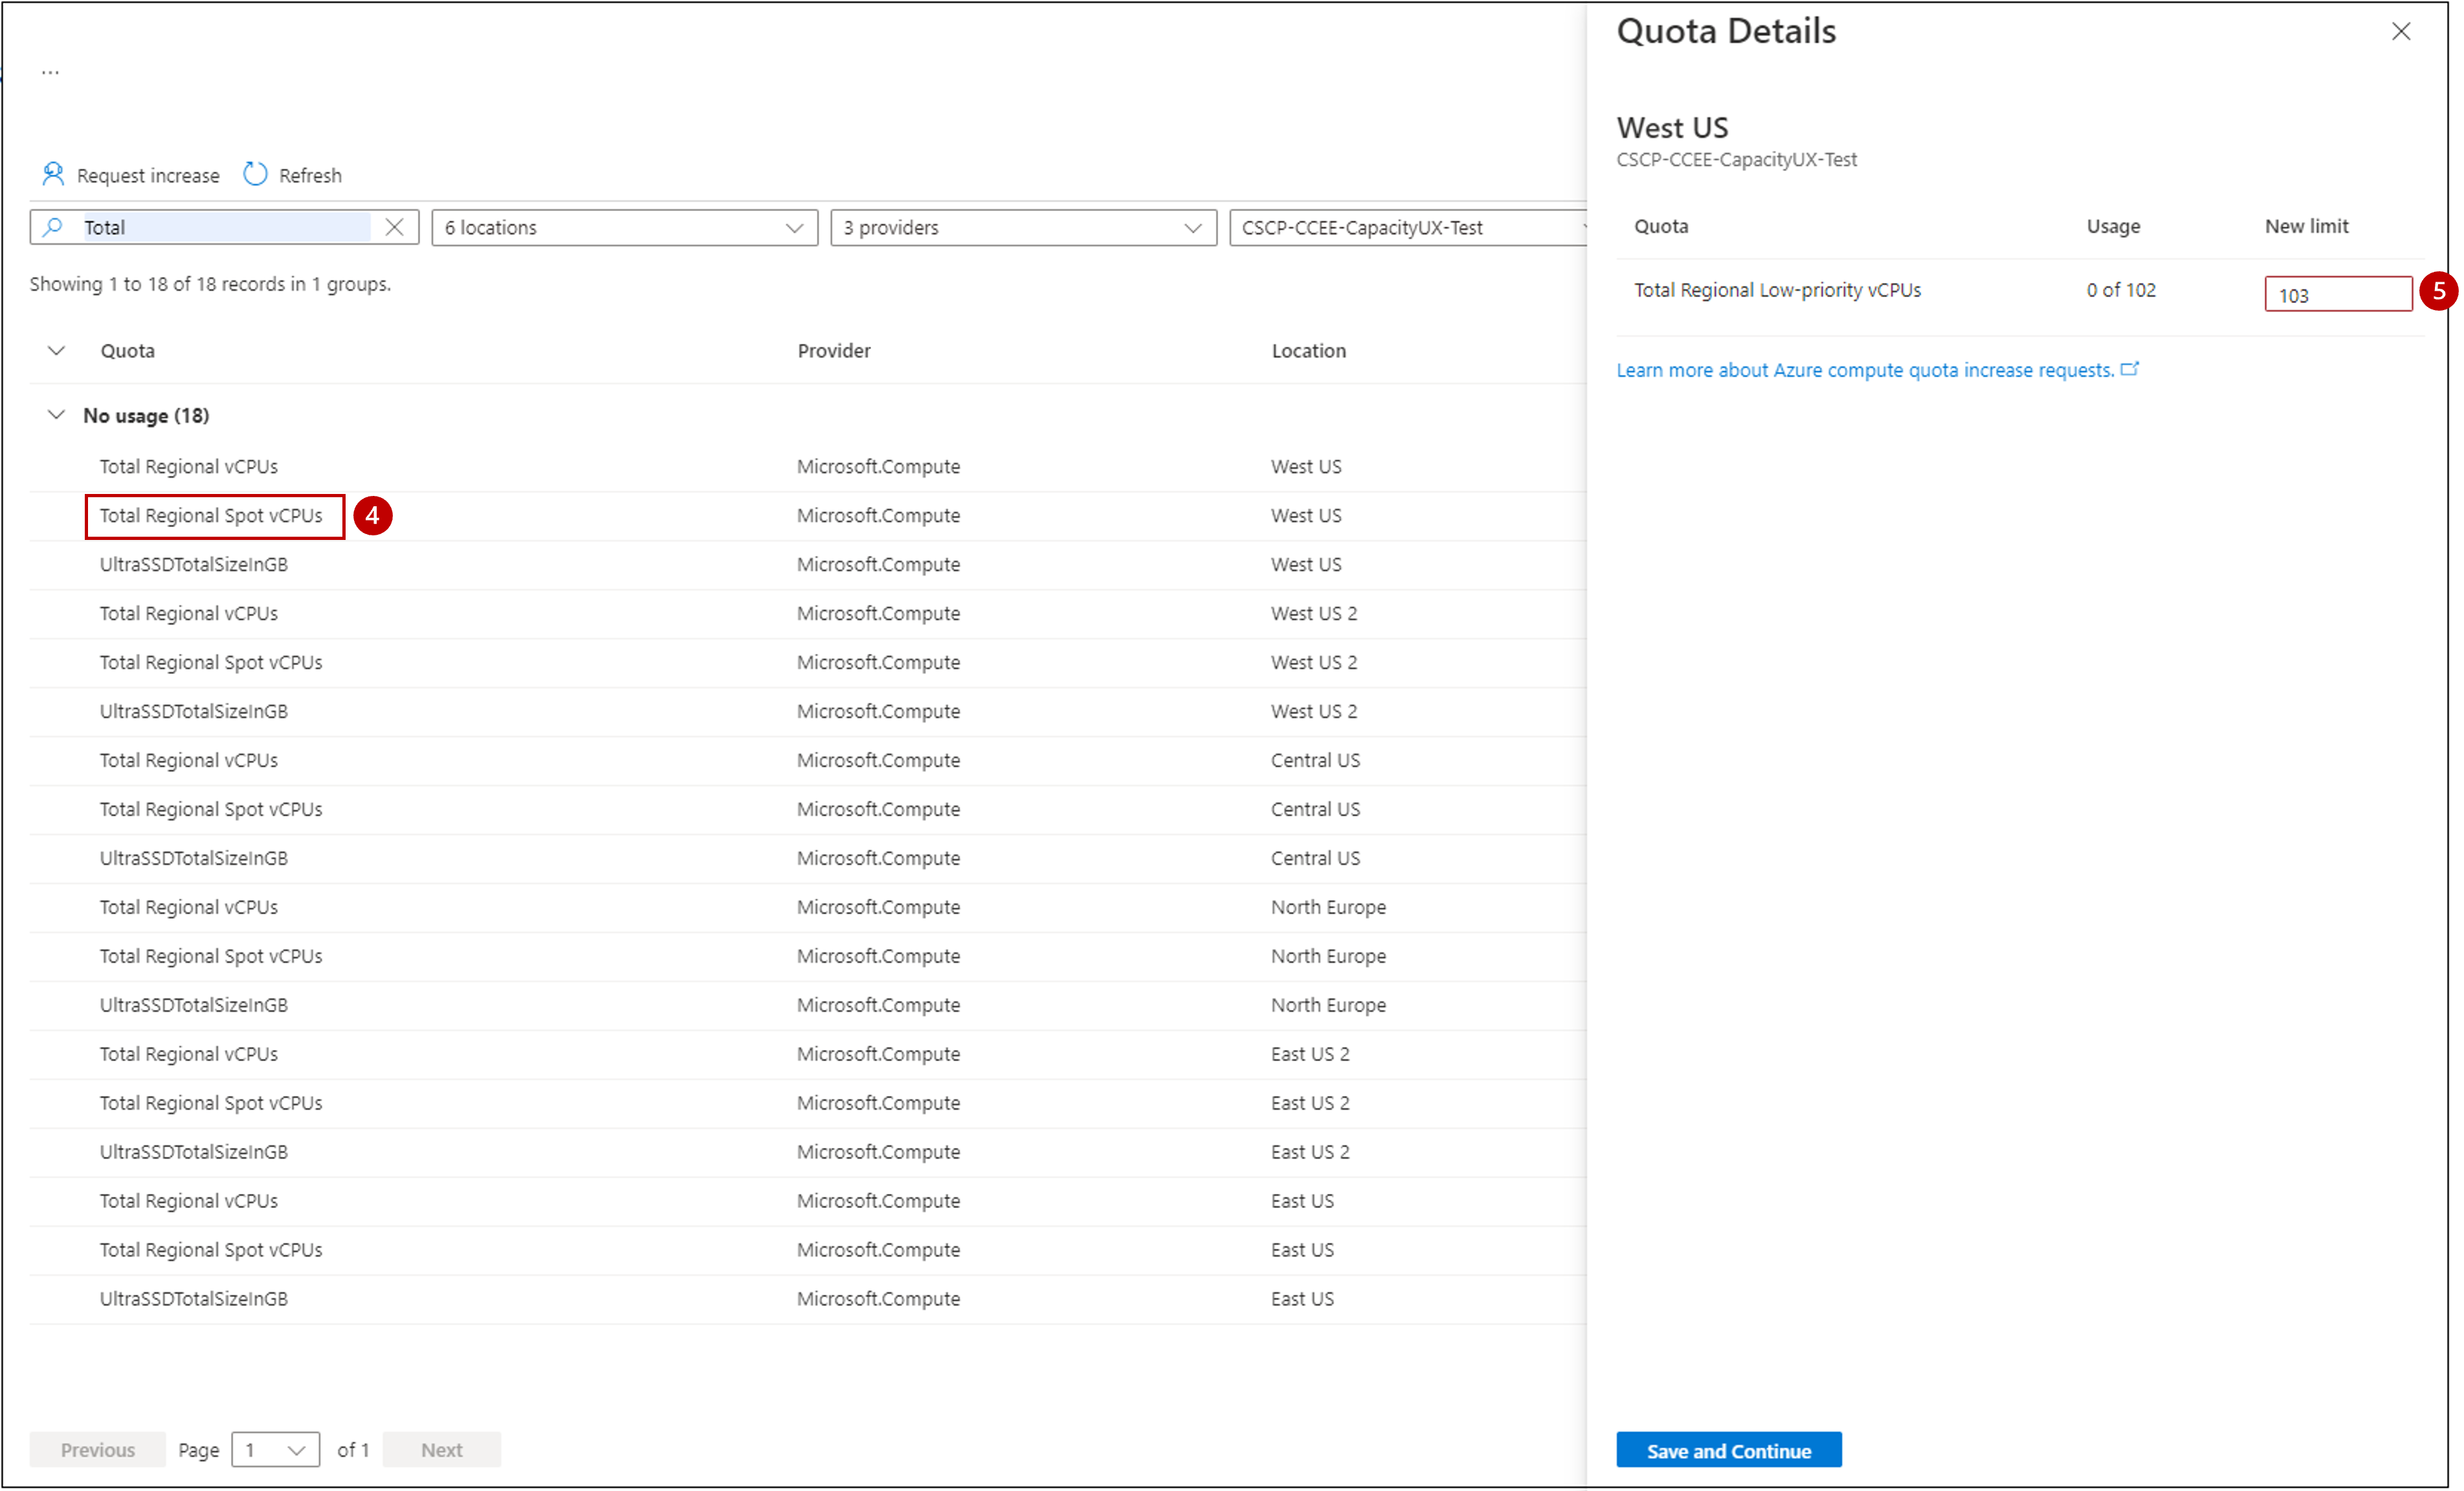 Quota Details
...
West US
CSCP-CCEE-CapacityUX-Test
Request increase Refresh
Total 6 locations 3 providers CSCP-CCEE-CapacityUX-Test
Quota Usage New limit
Showing 1 to 18 of 18 records in 1 groups.
Total Regional Low-priority vCPUs 0 of 102 103 5
Quota Provider Location
Learn more about Azure compute quota increase requests.
No usage (18)
Total Regional vCPUs Microsoft.Compute West US
Total Regional Spot vCPUs 4 Microsoft.Compute West US
UltraSSDTotalSizeInGB Microsoft.Compute West US
Total Regional vCPUs Microsoft.Compute West US 2
Total Regional Spot vCPUs Microsoft.Compute West US 2
UltraSSDTotalSizeInGB Microsoft.Compute West US 2
Total Regional vCPUs Microsoft.Compute Central US
Total Regional Spot vCPUs Microsoft.Compute Central US
UltraSSDTotalSizeInGB Microsoft.Compute Central US
Total Regional vCPUs Microsoft.Compute North Europe
Total Regional Spot vCPUs Microsoft.Compute North Europe
UltraSSDTotalSizeInGB Microsoft.Compute North Europe
Total Regional vCPUs Microsoft.Compute East US 2
Total Regional Spot vCPUs Microsoft.Compute East US 2
UltraSSDTotalSizeInGB Microsoft.Compute East US 2
Total Regional vCPUs Microsoft.Compute East US
Total Regional Spot vCPUs Microsoft.Compute East US
UltraSSDTotalSizeInGB Microsoft.Compute East US
Previous Page 1 of 1 Next
Save and Continue